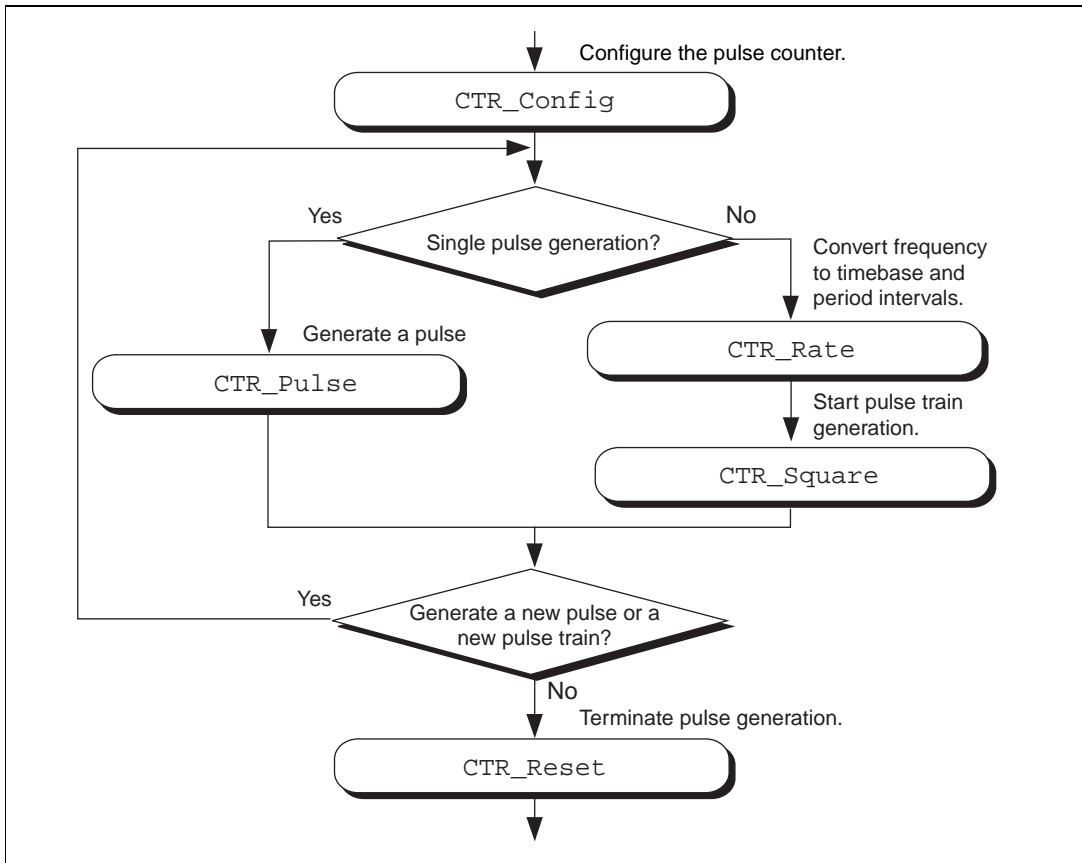 Configure the pulse counter.
CTR_Config
Yes
No
Single pulse generation?
Convert frequency
to timebase and
period intervals.
Generate a pulse
CTR_Rate
CTR_Pulse
Start pulse train
generation.
CTR_Square
Yes
Generate a new pulse or a
new pulse train?
No
Terminate pulse generation.
CTR_Reset